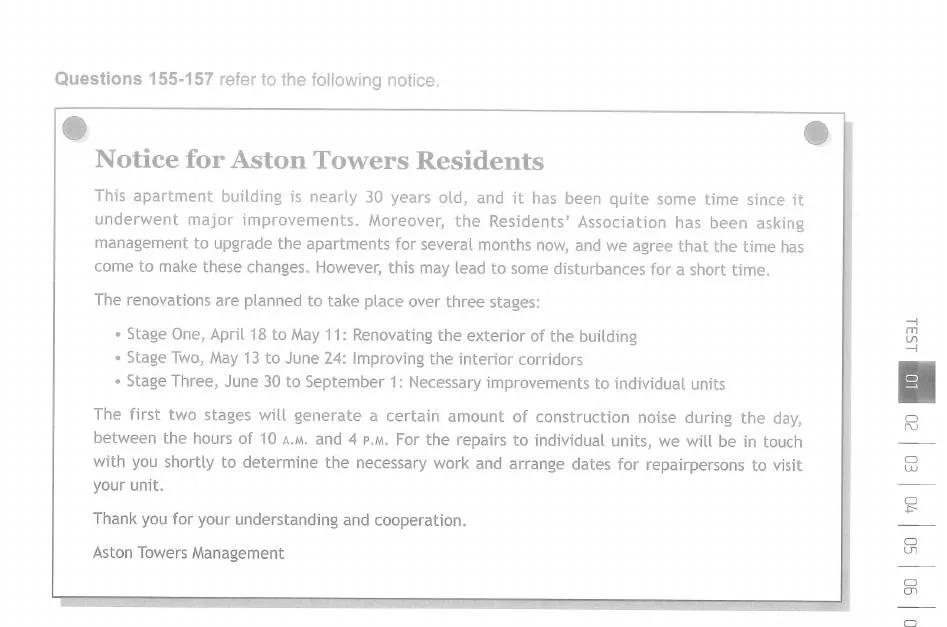 Questions 155-157 refer to the following notice.
Notice for Aston Towers Residents
This apartment building is nearly 30 years old, and it has been quite some time since it
underwent major improvements. Moreover, the Residents' Association has been asking
management to upgrade the apartments for several months now, and we agree that the time has
come to make these changes. However, this may lead to some disturbances for a short time.
The renovations are planned to take place over three stages:
• Stage One, April 18 to May 11: Renovating the exterior of the building
• Stage Two, May 13 to June 24: Improving the interior corridors
• Stage Three, June 30 to September 1: Necessary improvements to individual units
The first two stages will generate a certain amount of construction noise during the day,
between the hours of 10 A.M. and 4 P.M. For the repairs to individual units, we will be in touch
with you shortly to determine the necessary work and arrange dates for repairpersons to visit
your unit.
Thank you for your understanding and cooperation.
Aston Towers Management
TEST
01
02
03
04
05
06